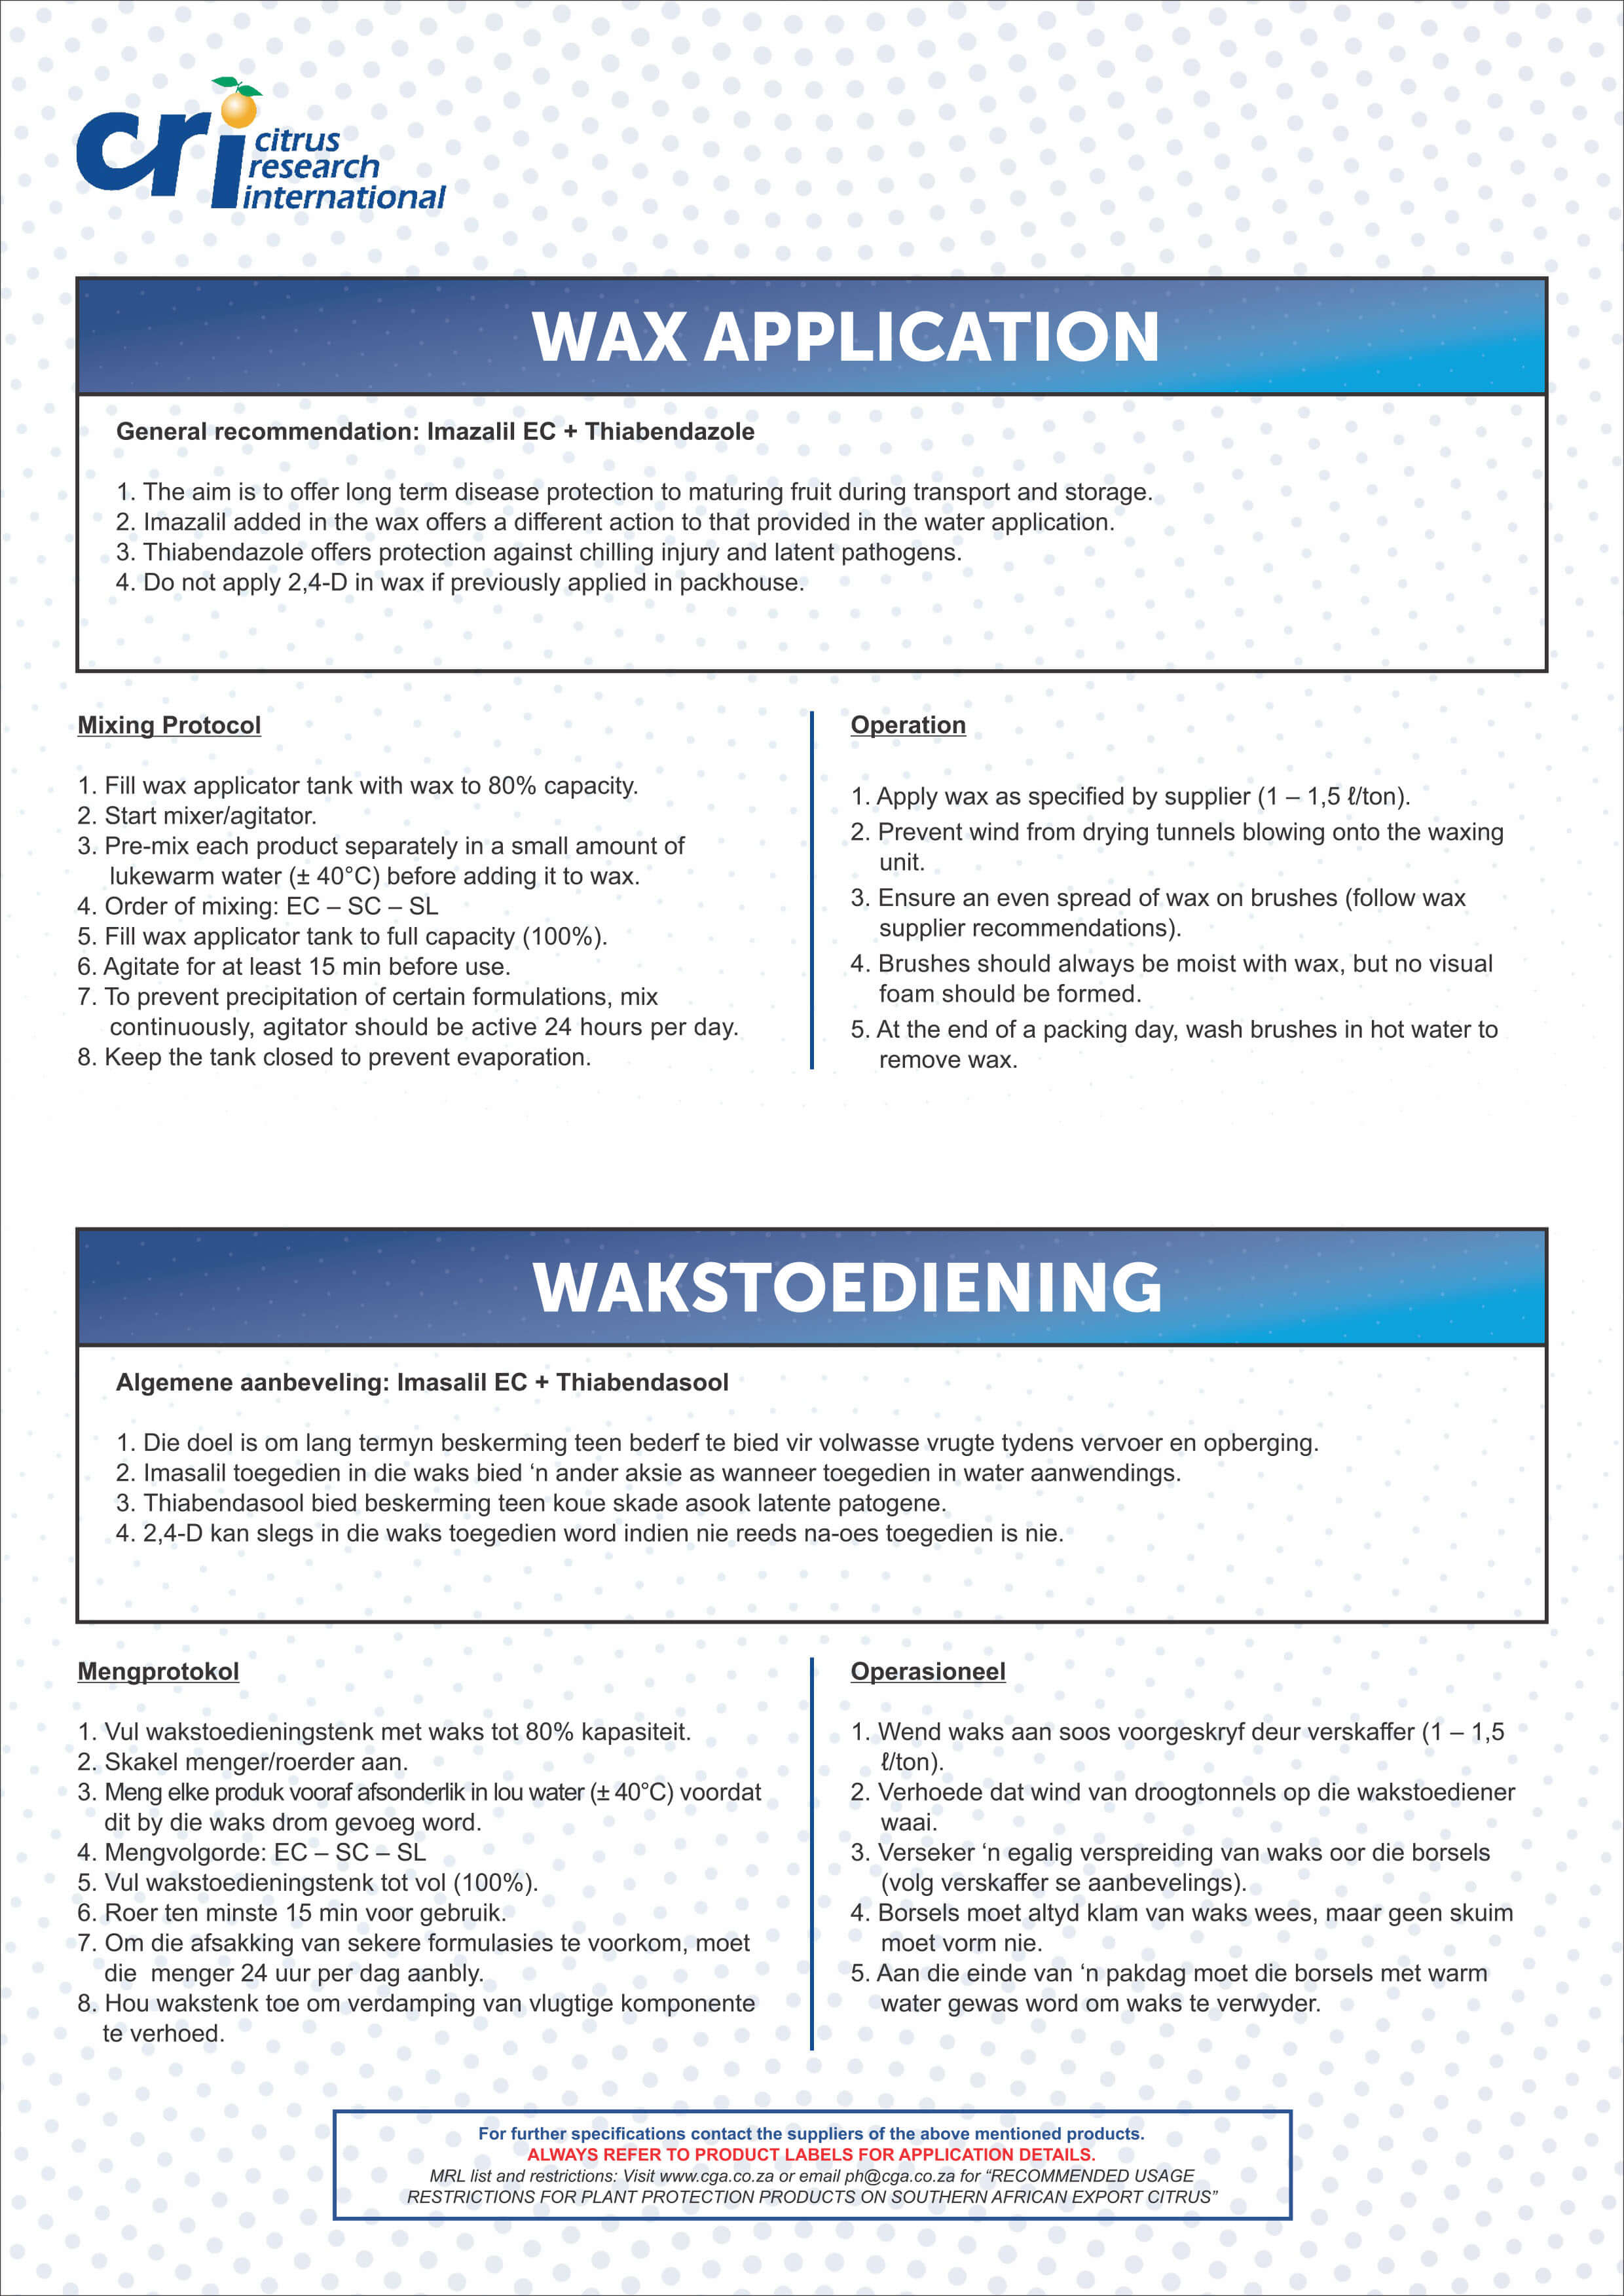 cri citrus
research
international
WAX APPLICATION
General recommendation: Imazalil EC + Thiabendazole
1. The aim is to offer long term disease protection to maturing fruit during transport and storage.
2. Imazalil added in the wax offers a different action to that provided in the water application.
3. Thiabendazole offers protection against chilling injury and latent pathogens.
4. Do not apply 2,4-D in wax if previously applied in packhouse.
Mixing Protocol
1. Fill wax applicator tank with wax to 80% capacity.
2. Start mixer/agitator.
3. Pre-mix each product separately in a small amount of
lukewarm water (± 40°C) before adding it to wax.
4. Order of mixing: EC – SC – SL
5. Fill wax applicator tank to full capacity (100%).
6. Agitate for at least 15 min before use.
7. To prevent precipitation of certain formulations, mix
continuously, agitator should be active 24 hours per day.
8. Keep the tank closed to prevent evaporation.
Operation
1. Apply wax as specified by supplier (1 – 1,5 ℓ/ton).
2. Prevent wind from drying tunnels blowing onto the waxing
unit.
3. Ensure an even spread of wax on brushes (follow wax
supplier recommendations).
4. Brushes should always be moist with wax, but no visual
foam should be formed.
5. At the end of a packing day, wash brushes in hot water to
remove wax.
WAKSTOEDIENING
Algemene aanbeveling: Imasalil EC + Thiabendasool
1. Die doel is om lang termyn beskerming teen bederf te bied vir volwasse vrugte tydens vervoer en opberging.
2. Imasalil toegedien in die waks bied ‘n ander aksie as wanneer toegedien in water aanwendings.
3. Thiabendasool bied beskerming teen koue skade asook latente patogene.
4. 2,4-D kan slegs in die waks toegedien word indien nie reeds na-oes toegedien is nie.
Mengprotokol
1. Vul wakstoedieningstenk met waks tot 80% kapasiteit.
2. Skakel menger/roerder aan.
3. Meng elke produk vooraf afsonderlik in lou water (± 40°C) voordat
dit by die waks drom gevoeg word.
4. Mengvolgorde: EC – SC – SL
5. Vul wakstoedieningstenk tot vol (100%).
6. Roer ten minste 15 min voor gebruik.
7. Om die afsakking van sekere formulasies te voorkom, moet
die menger 24 uur per dag aanbly.
8. Hou wakstenk toe om verdamping van vlugtige komponente
te verhoed.
Operasioneel
1. Wend waks aan soos voorgeskryf deur verskaffer (1 – 1,5
ℓ/ton).
2. Verhoede dat wind van droogtonnels op die wakstoediener
waai.
3. Verseker ‘n egalig verspreiding van waks oor die borsels
(volg verskaffer se aanbevelings).
4. Borsels moet altyd klam van waks wees, maar geen skuim
moet vorm nie.
5. Aan die einde van ‘n pakdag moet die borsels met warm
water gewas word om waks te verwyder.
For further specifications contact the suppliers of the above mentioned products.
ALWAYS REFER TO PRODUCT LABELS FOR APPLICATION DETAILS.
MRL list and restrictions: Visit www.cga.co.za or email ph@cga.co.za for “RECOMMENDED USAGE
RESTRICTIONS FOR PLANT PROTECTION PRODUCTS ON SOUTHERN AFRICAN EXPORT CITRUS”